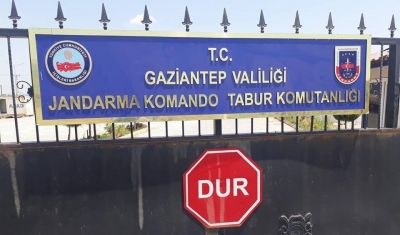 T.C.
GAZİANTEP VALİLİĞİ
JANDARMA KOMANDO TABUR KOMUTANLIĞI
DUR